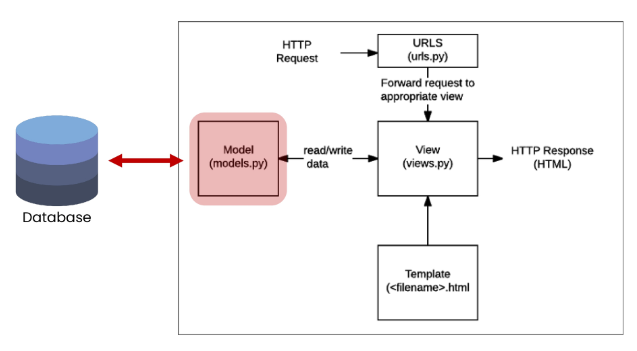 HTTP
Request
URLS
(urls.py)
Forward request to
appropriate view
Model
(models.py)
read/write
data
View
(views.py)
HTTP Response
(HTML)
Database
Template
(<filename>.html